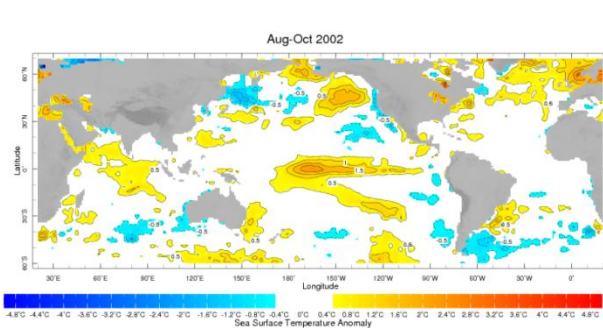 Aug-Oct 2002
60°N
30°N
0°
30°S
60°S
Latitude
30°E 60°E 90°E 120°E 150°E 180° 150°W 120°W 90°W 60°W 30°W 0°
Longitude
-4.8°C -4.4°C -4°C -3.6°C -3.2°C -2.8°C -2.4°C -2°C -1.6°C -1.2°C -0.8°C -0.4°C 0°C 0.4°C 0.8°C 1.2°C 1.6°C 2°C 2.4°C 2.8°C 3.2°C 3.6°C 4°C 4.4°C 4.8°C
Sea Surface Temperature Anomaly